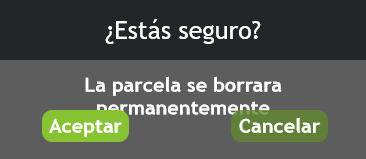 ¿Estás seguro?
La parcela se borrara
permanentemente
Aceptar Cancelar